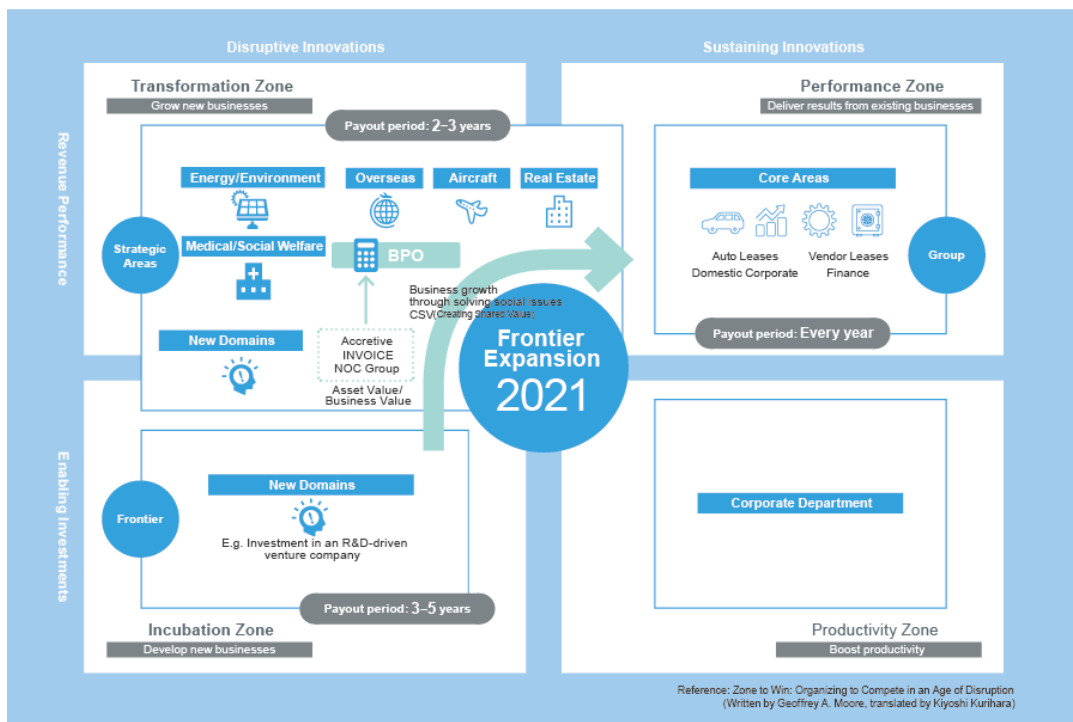 Disruptive Innovations
Sustaining Innovations
Revenue Performance
Enabling Investments
Transformation Zone
Grow new businesses
Payout period: 2–3 years
Strategic
Areas
Energy/Environment
Overseas
Aircraft
Real Estate
Medical/Social Welfare
BPO
Business growth
through solving social issues
CSV(Creating Shared Value)
New Domains
Accretive
INVOICE
NOC Group
Asset Value/
Business Value
Performance Zone
Deliver results from existing businesses
Core Areas
Auto Leases
Domestic Corporate
Vendor Leases
Finance
Group
Payout period: Every year
Frontier
Expansion
2021
Frontier
New Domains
E.g. Investment in an R&D-driven
venture company
Payout period: 3–5 years
Incubation Zone
Develop new businesses
Corporate Department
Productivity Zone
Boost productivity
Reference: Zone to Win: Organizing to Compete in an Age of Disruption
(Written by Geoffrey A. Moore, translated by Kiyoshi Kurihara)